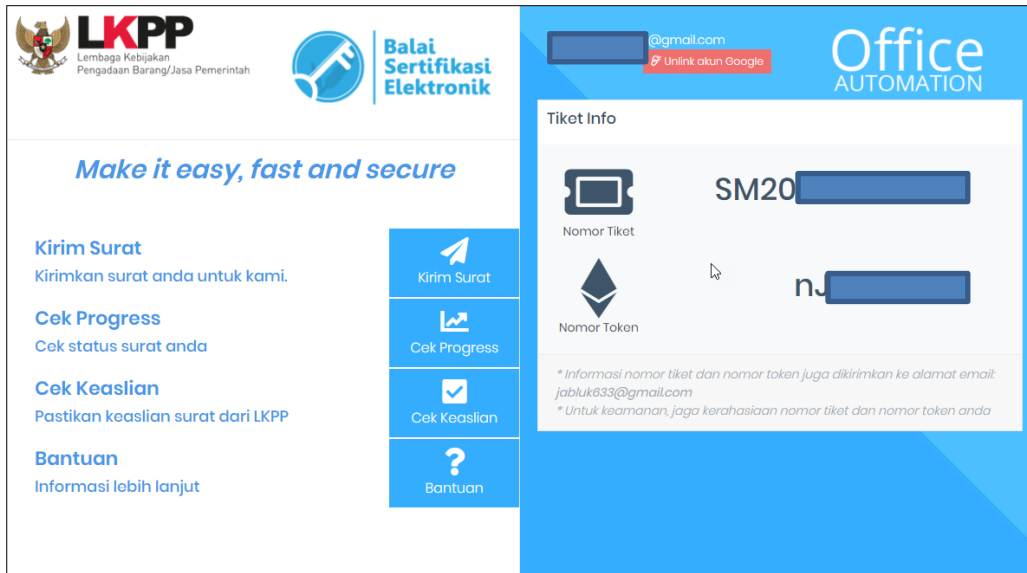 LKPP
Lembaga Kebijakan
Pengadaan Barang/Jasa Pemerintah
Balai
Sertifikasi
Elektronik
Make it easy, fast and secure
Kirim Surat
Kirimkan surat anda untuk kami.
Kirim Surat
Cek Progress
Cek status surat anda
Cek Progress
Cek Keaslian
Pastikan keaslian surat dari LKPP
Cek Keaslian
Bantuan
Informasi lebih lanjut
?
Bantuan
@gmail.com
Unlink akun Google
Office
AUTOMATION
Tiket Info
SM20
Nomor Tiket
nJ
Nomor Token
* Informasi nomor tiket dan nomor token juga dikirimkan ke alamat email:
jabluk633@gmail.com
* Untuk keamanan, jaga kerahasiaan nomor tiket dan nomor token anda